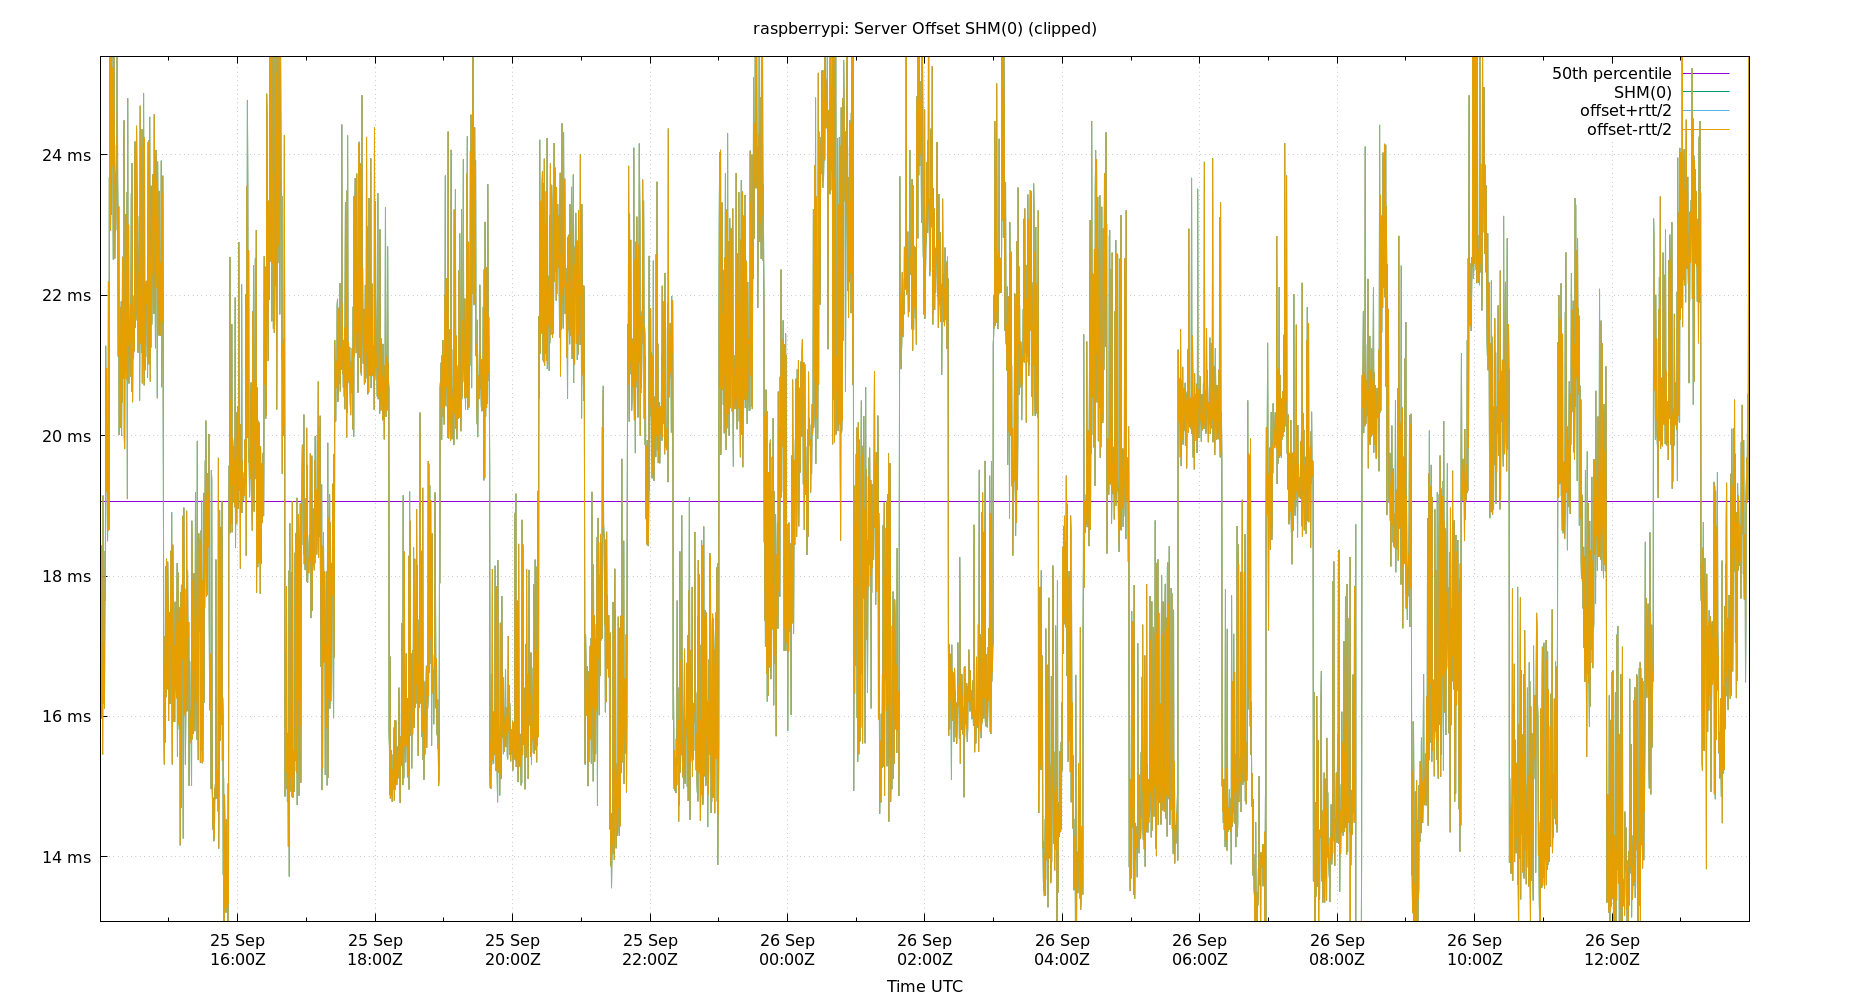 raspberrypi: Server Offset SHM(0) (clipped)
50th percentile
SHM(0)
offset+rtt/2
offset-rtt/2
24 ms
22 ms
20 ms
18 ms
16 ms
14 ms
25 Sep 25 Sep 25 Sep 25 Sep 26 Sep 26 Sep 26 Sep 26 Sep 26 Sep 26 Sep 26 Sep
16:00Z 18:00Z 20:00Z 22:00Z 00:00Z 02:00Z 04:00Z 06:00Z 08:00Z 10:00Z 12:00Z
Time UTC